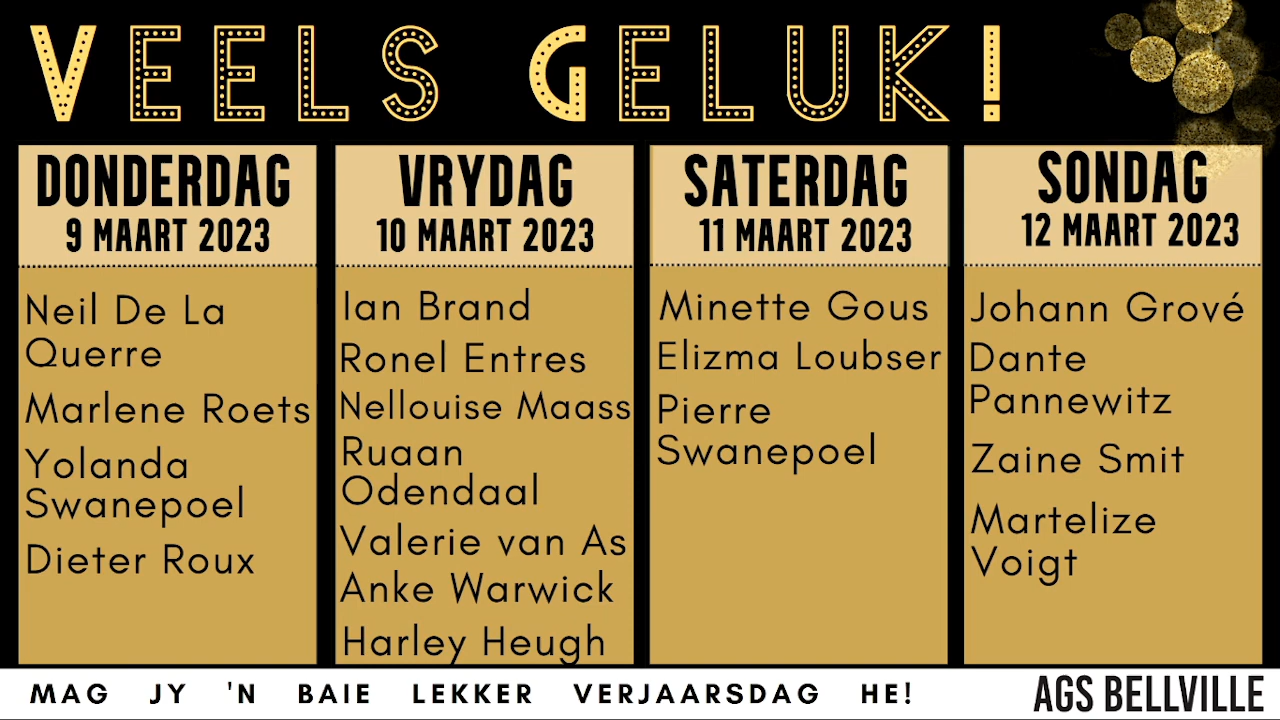 VEELS GELUK!
DONDERDAG
9 MAART 2023
Neil De La
Querre
Marlene Roets
Yolanda
Swanepoel
Dieter Roux
VRYDAG
10 MAART 2023
Ian Brand
Ronel Entres
Nellouise Maass
Ruaan
Odendaal
Valerie van As
Anke Warwick
Harley Heugh
SATERDAG
11 MAART 2023
Minette Gous
Elizma Loubser
Pierre
Swanepoel
SONDAG
12 MAART 2023
Johann Grové
Dante
Pannewitz
Zaine Smit
Martelize
Voigt
MAG JY 'N BAIE LEKKER VERJAARSDAG HE!
AGS BELLVILLE